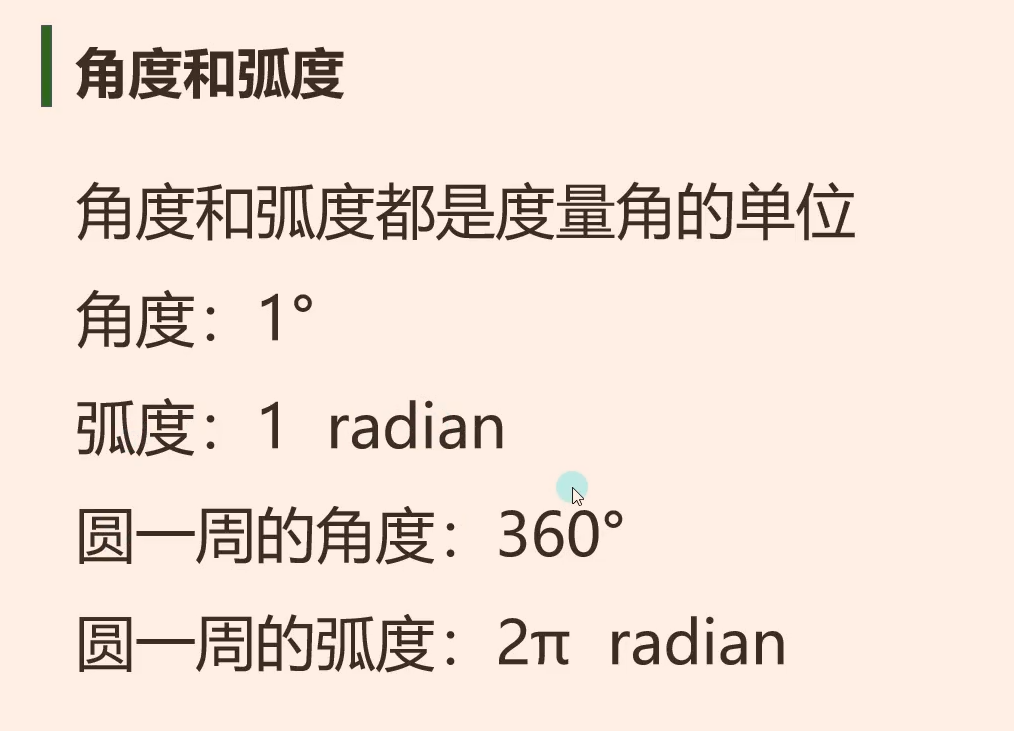 角度和弧度
角度和弧度都是度量角的单位
角度：1°
弧度：1 radian
圆一周的角度：360°
圆一周的弧度：2π radian